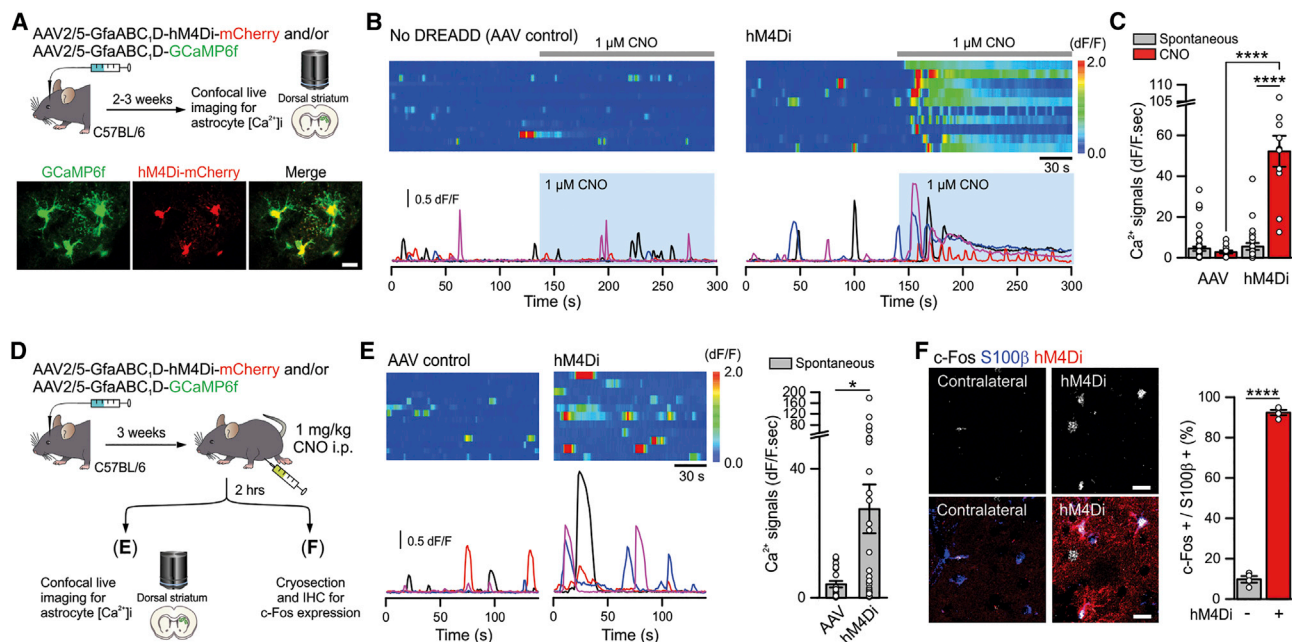 A
AAV2/5-GfaABC₁D-hM4Di-mCherry and/or
AAV2/5-GfaABC₁D-GCaMP6f
2-3 weeks
Confocal live
imaging for
astrocyte [Ca²⁺]i
Dorsal striatum
C57BL/6
GCaMP6f
hM4Di-mCherry
Merge
B
No DREADD (AAV control)
1 µM CNO
hM4Di
1 µM CNO
(dF/F)
2.0
0.0
30 s
0.5 dF/F
1 µM CNO
1 µM CNO
0 50 100 150 200 250 300
Time (s)
0 50 100 150 200 250 300
Time (s)
C
Spontaneous
CNO
****
****
Ca²⁺ signals (dF/F.sec)
110
105
60
40
20
0
AAV
hM4Di
D
AAV2/5-GfaABC₁D-hM4Di-mCherry and/or
AAV2/5-GfaABC₁D-GCaMP6f
3 weeks
1 mg/kg
CNO i.p.
C57BL/6
2 hrs
(E)
(F)
Confocal live
imaging for
astrocyte [Ca²⁺]i
Dorsal striatum
Cryosection
and IHC for
c-Fos expression
E
AAV control
hM4Di
(dF/F)
2.0
0.0
30 s
0.5 dF/F
0 50 100
Time (s)
0 50 100
Time (s)
Spontaneous
*
Ca²⁺ signals (dF/F.sec)
200
180
160
120
80
40
0
AAV
hM4Di
F
c-Fos S100β hM4Di
Contralateral
hM4Di
Contralateral
hM4Di
****
c-Fos + / S100β + (%)
100
80
60
40
20
0
hM4Di - +